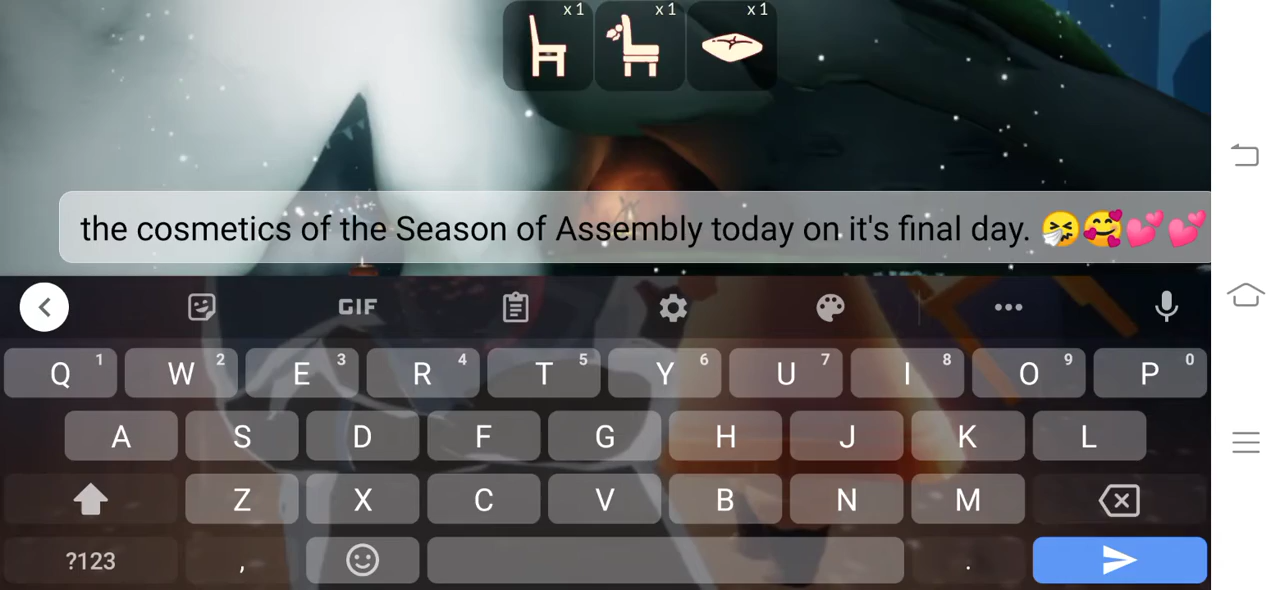 x 1 x 1 x 1
the cosmetics of the Season of Assembly today on it's final day. 🤧🥰💕💕
GIF
Q 1 W 2 E 3 R 4 T 5 Y 6 U 7 I 8 O 9 P 0
A S D F G H J K L
Z X C V B N M
?123 , .